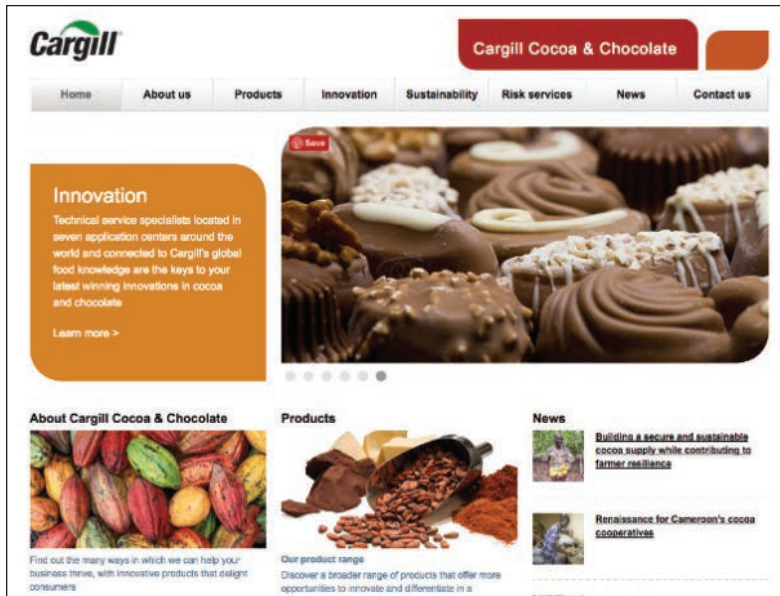 Cargill
Cargill Cocoa & Chocolate
Home
About us
Products
Innovation
Sustainability
Risk services
News
Contact us
Save
Innovation
Technical service specialists located in
seven application centers around the
world and connected to Cargill's global
food knowledge are the keys to your
latest winning innovations in cocoa
and chocolate
Learn more >
About Cargill Cocoa & Chocolate
Find out the many ways in which we can help your
business thrive, with innovative products that delight
consumers
Products
Our product range
Discover a broader range of products that offer more
opportunities to innovate and differentiate in a
News
Building a secure and sustainable
cocoa supply while contributing to
farmer resilience
Renaissance for Cameroon's cocoa
cooperatives